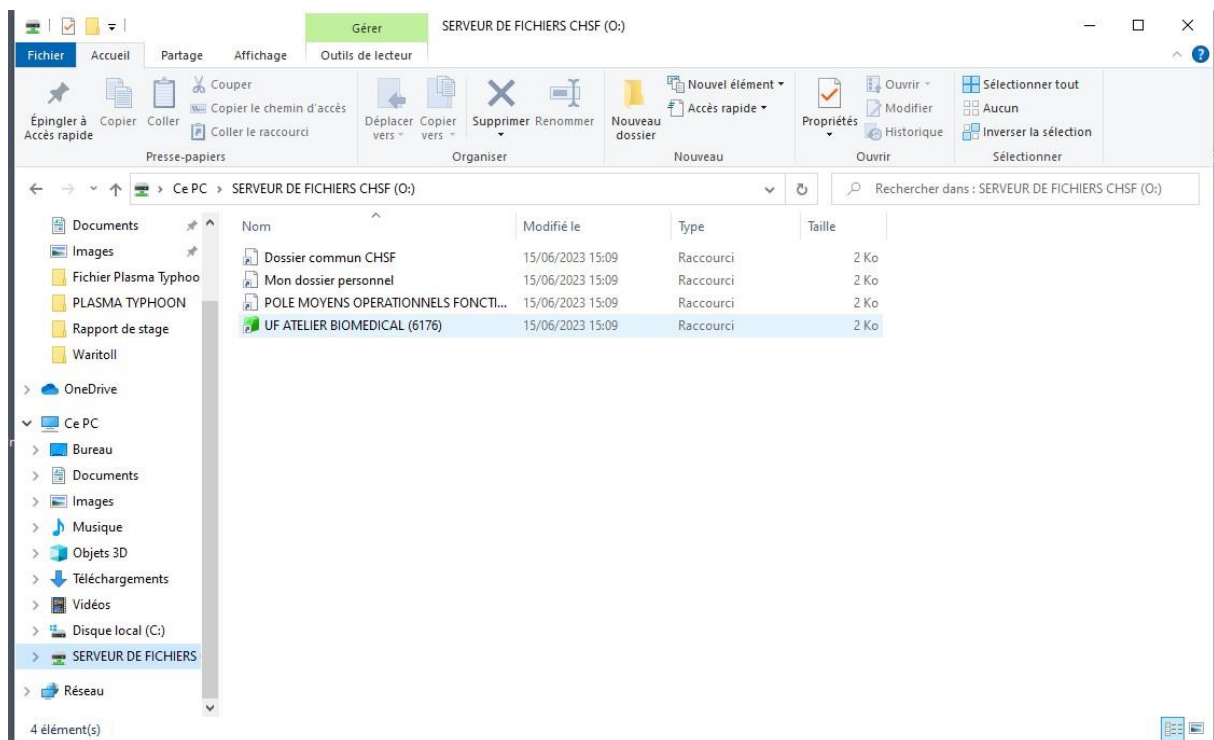 Gérer SERVEUR DE FICHIERS CHSF (O:)
Fichier Accueil Partage Affichage Outils de lecteur
Épingler à Accès rapide
Copier
Coller
Couper
Copier le chemin d'accès
Coller le raccourci
Presse-papiers
Déplacer vers
Copier vers
Supprimer
Renommer
Organiser
Nouveau dossier
Nouvel élément
Accès rapide
Nouveau
Propriétés
Ouvrir
Modifier
Historique
Ouvrir
Sélectionner tout
Aucun
Inverser la sélection
Sélectionner
Ce PC > SERVEUR DE FICHIERS CHSF (O:)
Rechercher dans : SERVEUR DE FICHIERS CHSF (O:)
Documents
Images
Fichier Plasma Typhoo
PLASMA TYPHOON
Rapport de stage
Waritoll
OneDrive
Ce PC
Bureau
Documents
Images
Musique
Objets 3D
Téléchargements
Vidéos
Disque local (C:)
SERVEUR DE FICHIERS
Réseau
Nom Modifié le Type Taille
Dossier commun CHSF 15/06/2023 15:09 Raccourci 2 Ko
Mon dossier personnel 15/06/2023 15:09 Raccourci 2 Ko
POLE MOYENS OPERATIONNELS FONCTI... 15/06/2023 15:09 Raccourci 2 Ko
UF ATELIER BIOMEDICAL (6176) 15/06/2023 15:09 Raccourci 2 Ko
4 élément(s)